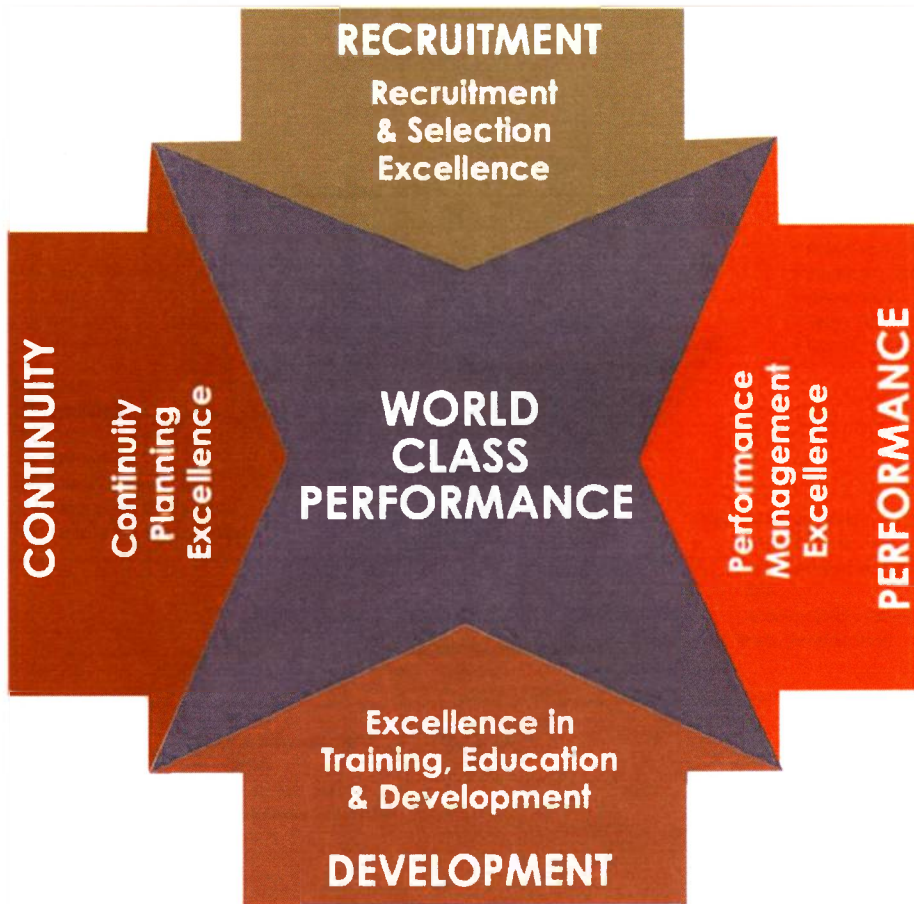 RECRUITMENT
Recruitment
& Selection
Excellence
CONTINUITY
Continuity
Planning
Excellence
WORLD
CLASS
PERFORMANCE
Performance
Management
Excellence
PERFORMANCE
Excellence in
Training, Education
& Development
DEVELOPMENT